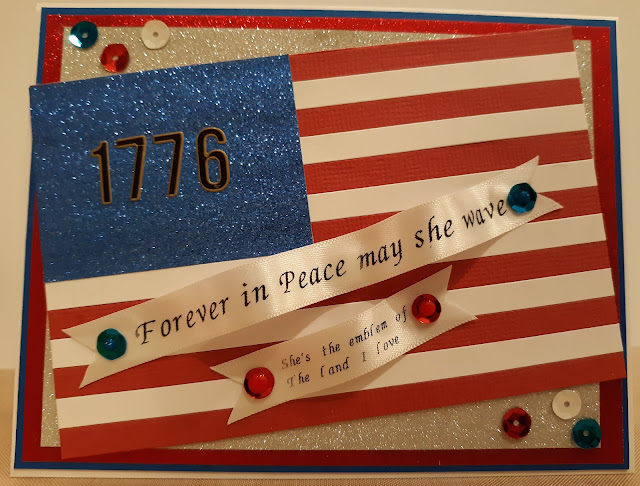 1776
Forever in Peace may she wave
She's the emblem of
The land I love